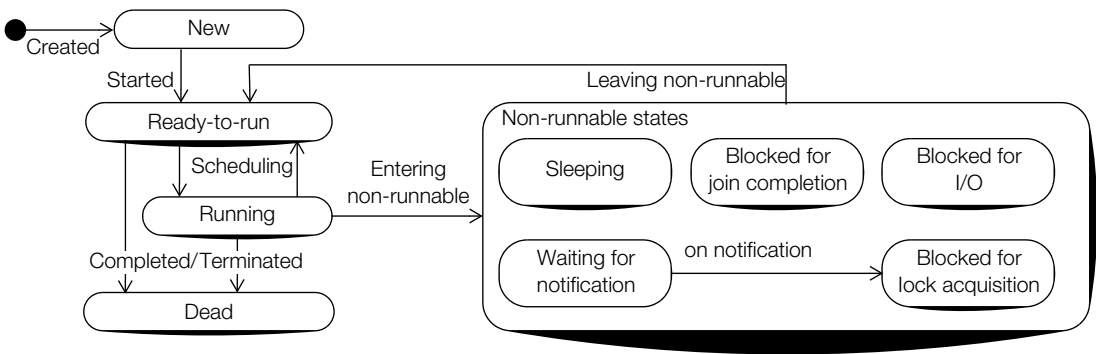 New
Created
Started
Leaving non-runnable
Ready-to-run
Non-runnable states
Scheduling
Entering
non-runnable
Sleeping
Blocked for
join completion
Blocked for
I/O
Running
Completed/Terminated
Waiting for
notification
on notification
Blocked for
lock acquisition
Dead